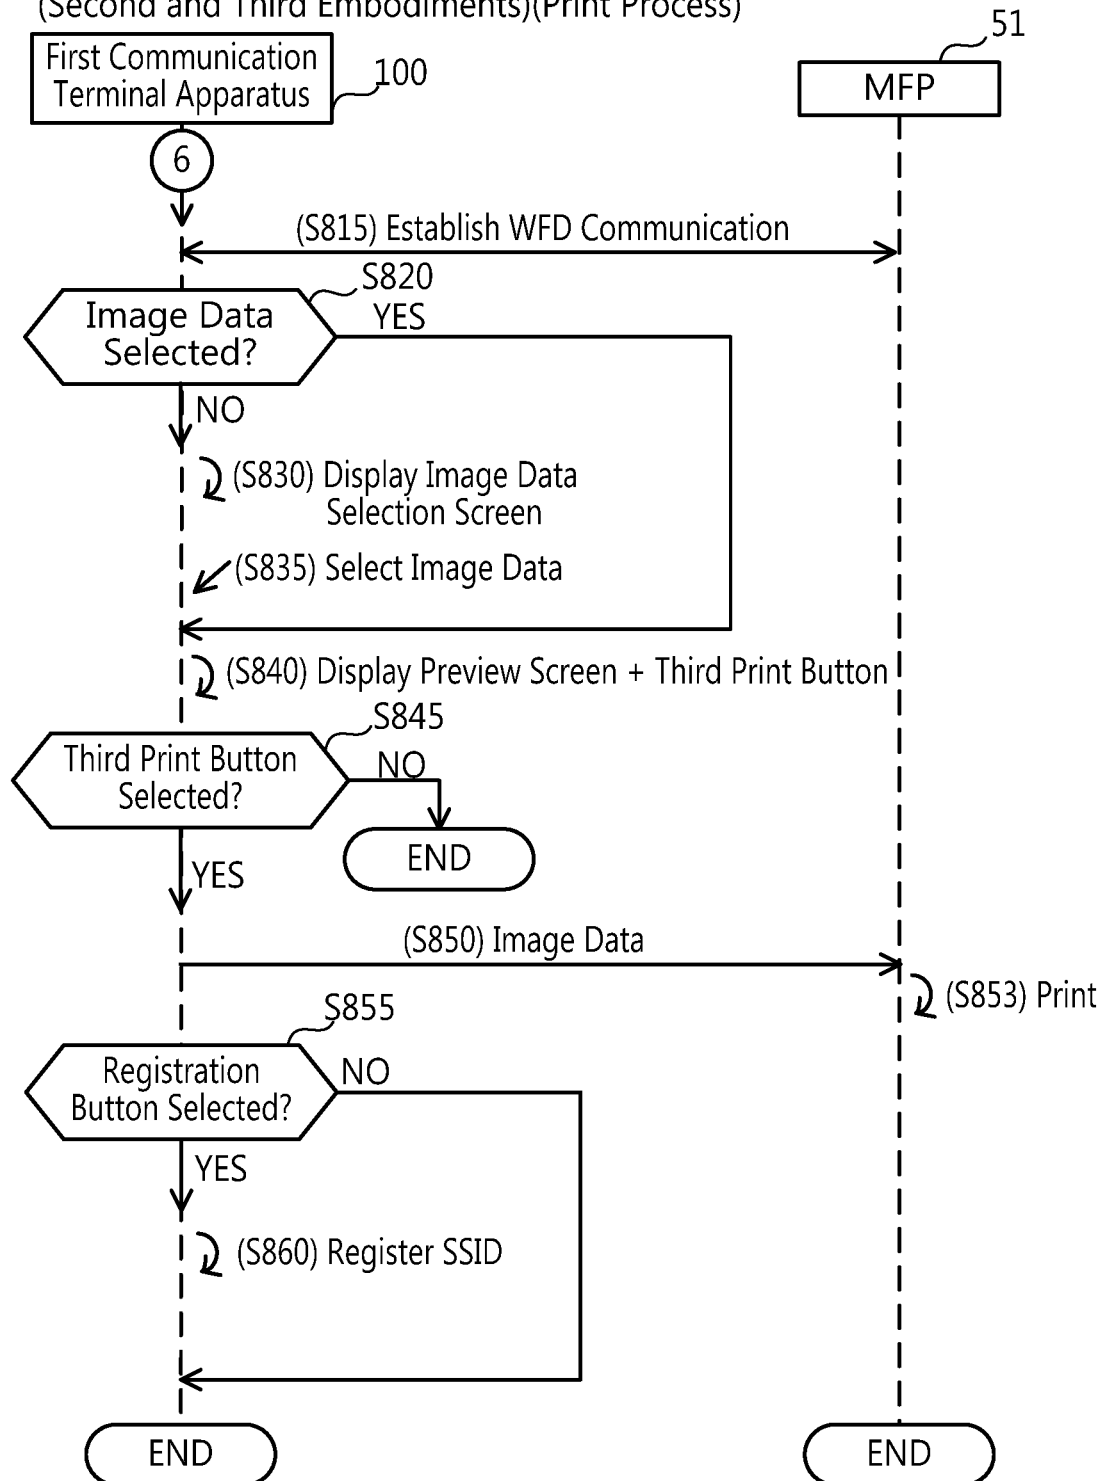 (Second and Third Embodiments)(Print Process)
First Communication
Terminal Apparatus
100
51
MFP
6
(S815) Establish WFD Communication
S820
Image Data
Selected?
YES
NO
(S830) Display Image Data
Selection Screen
(S835) Select Image Data
(S840) Display Preview Screen + Third Print Button
S845
Third Print Button
Selected?
NO
END
YES
(S850) Image Data
(S853) Print
S855
Registration
Button Selected?
NO
YES
(S860) Register SSID
END
END